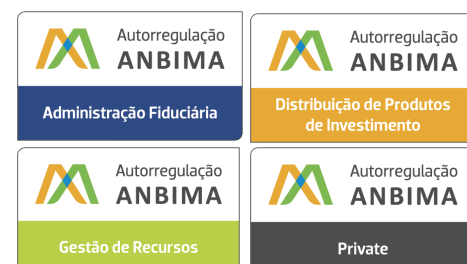 Autorregulação
ANBIMA
Administração Fiduciária
Autorregulação
ANBIMA
Distribuição de Produtos
de Investimento
Autorregulação
ANBIMA
Gestão de Recursos
Autorregulação
ANBIMA
Private